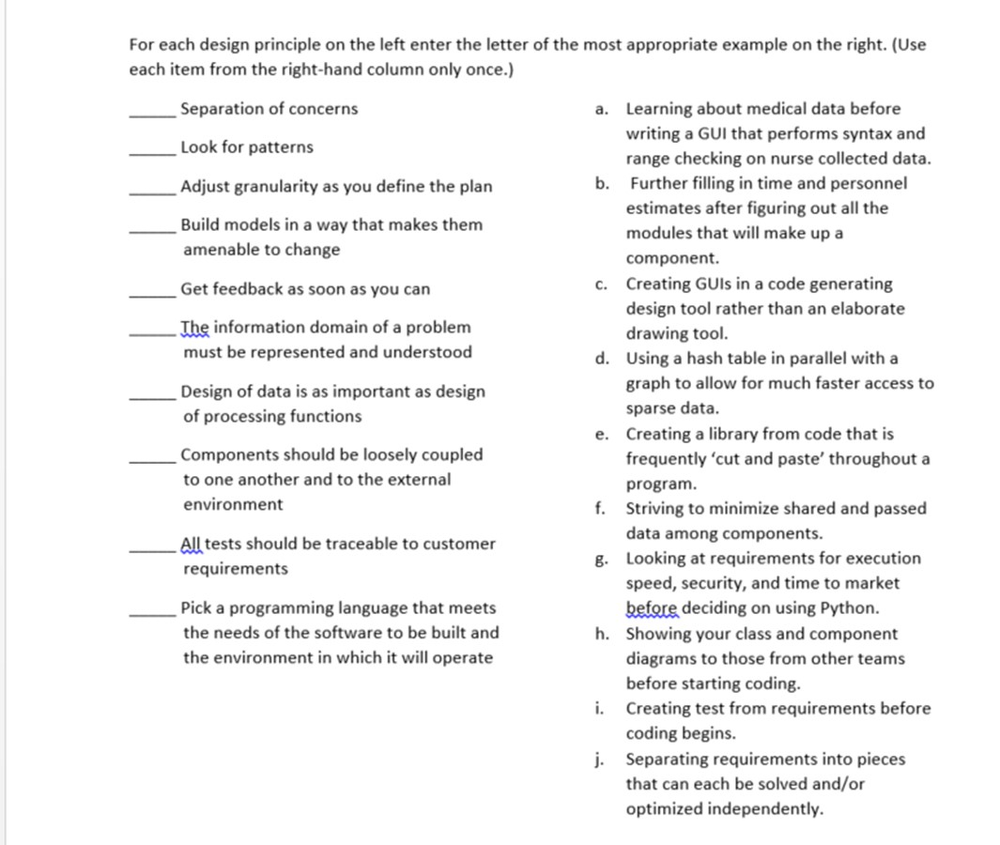 For each design principle on the left enter the letter of the most appropriate example on the right. (Use
each item from the right-hand column only once.)
_____ Separation of concerns
_____ Look for patterns
_____ Adjust granularity as you define the plan
_____ Build models in a way that makes them
amenable to change
_____ Get feedback as soon as you can
_____ The information domain of a problem
must be represented and understood
_____ Design of data is as important as design
of processing functions
_____ Components should be loosely coupled
to one another and to the external
environment
_____ All tests should be traceable to customer
requirements
_____ Pick a programming language that meets
the needs of the software to be built and
the environment in which it will operate
a. Learning about medical data before
writing a GUI that performs syntax and
range checking on nurse collected data.
b. Further filling in time and personnel
estimates after figuring out all the
modules that will make up a
component.
c. Creating GUIs in a code generating
design tool rather than an elaborate
drawing tool.
d. Using a hash table in parallel with a
graph to allow for much faster access to
sparse data.
e. Creating a library from code that is
frequently ‘cut and paste’ throughout a
program.
f. Striving to minimize shared and passed
data among components.
g. Looking at requirements for execution
speed, security, and time to market
before deciding on using Python.
h. Showing your class and component
diagrams to those from other teams
before starting coding.
i. Creating test from requirements before
coding begins.
j. Separating requirements into pieces
that can each be solved and/or
optimized independently.